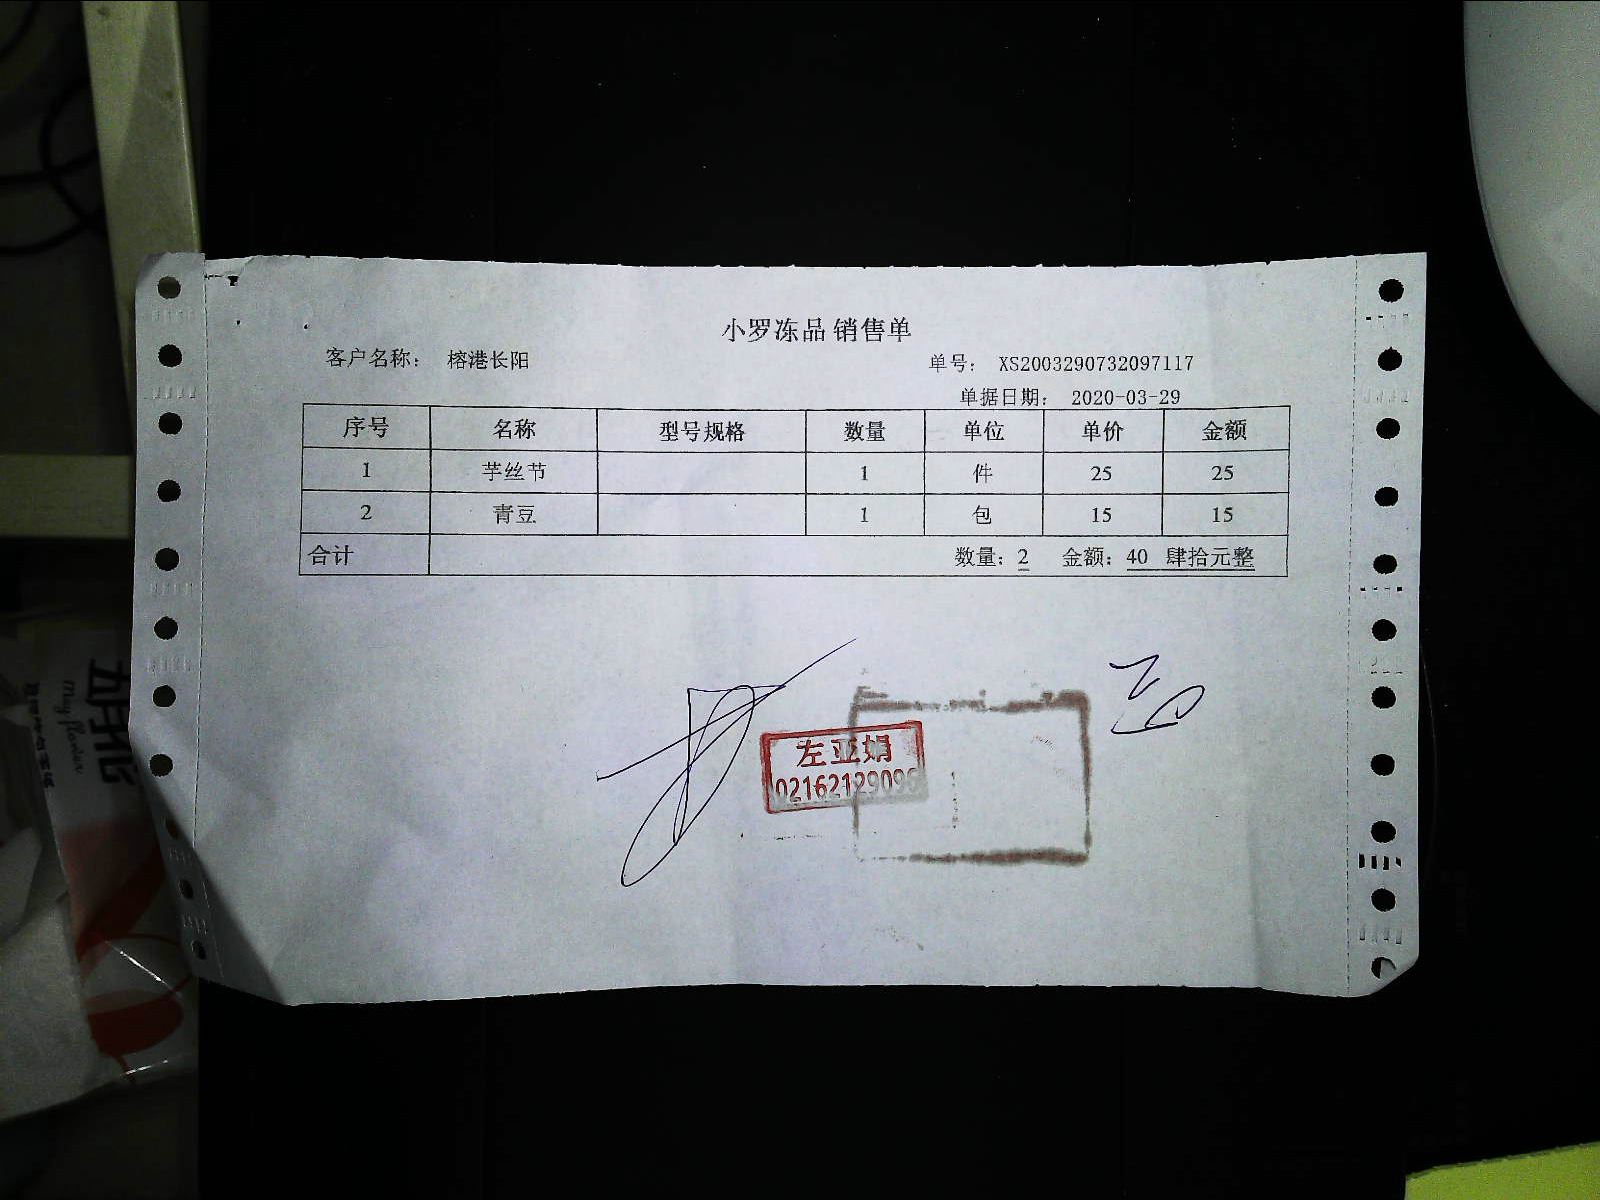 小罗冻品 销售单
客户名称： 榕港长阳 单号： XS2003290732097117
单据日期： 2020-03-29
序号 名称 型号规格 数量 单位 单价 金额
1 芋丝节 1 件 25 25
2 青豆 1 包 15 15
合计 数量：2 金额：40 肆拾元整
左亚娟
My flower